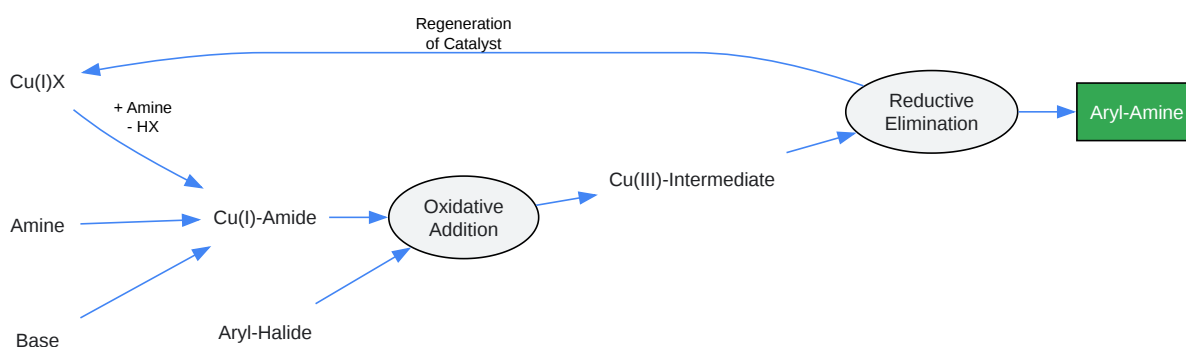 Regeneration
of Catalyst
Cu(I)X
+ Amine
- HX
Reductive
Elimination
Aryl-Amine
Cu(III)-Intermediate
Amine
Cu(I)-Amide
Oxidative
Addition
Base
Aryl-Halide